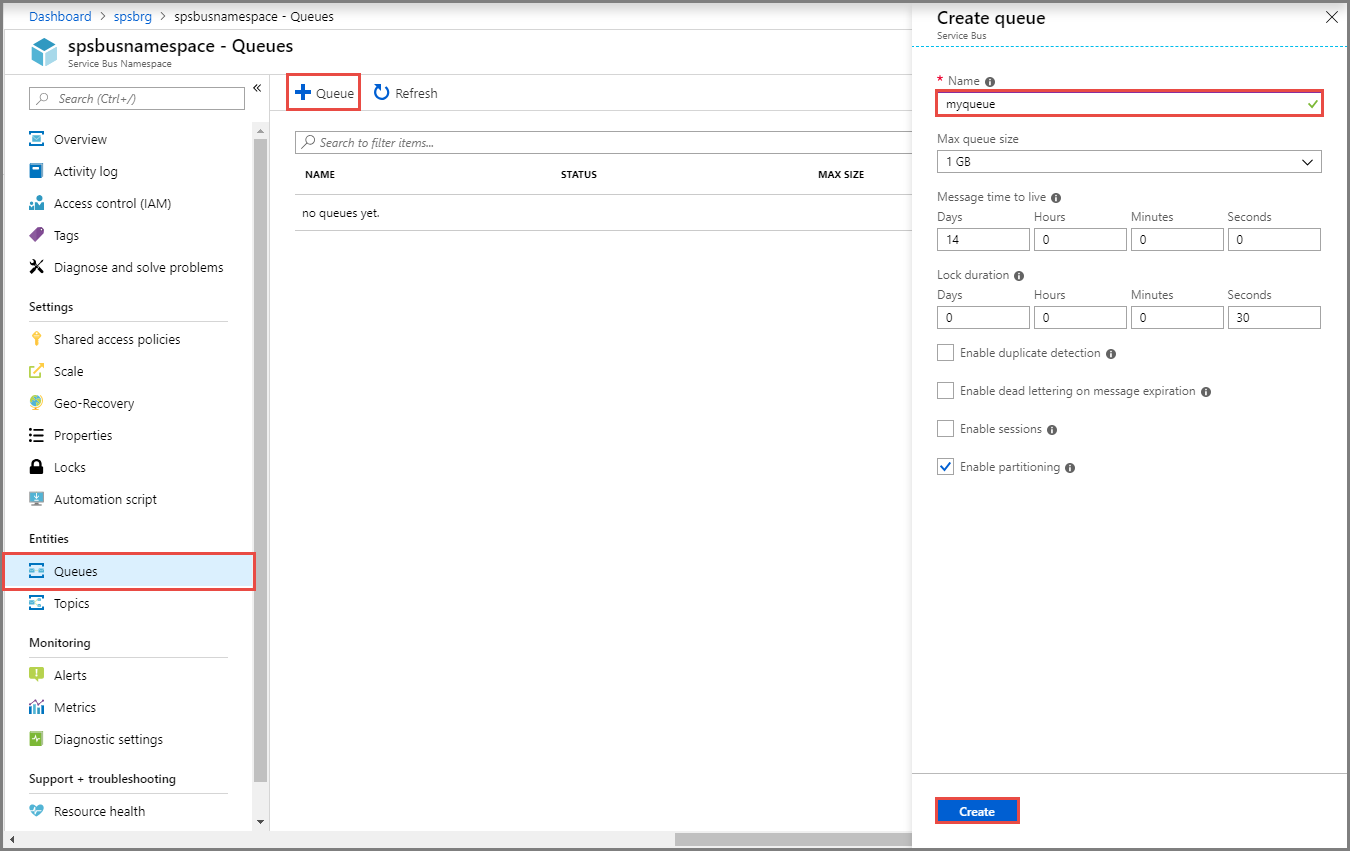 Dashboard > spsbrg > spsbusnamespace - Queues
spsbusnamespace - Queues
Service Bus Namespace
Search (Ctrl+/)
Overview
Activity log
Access control (IAM)
Tags
Diagnose and solve problems
Settings
Shared access policies
Scale
Geo-Recovery
Properties
Locks
Automation script
Entities
Queues
Topics
Monitoring
Alerts
Metrics
Diagnostic settings
Support + troubleshooting
Resource health
Queue Refresh
Search to filter items...
NAME STATUS MAX SIZE
no queues yet.
Create queue
Service Bus
* Name
myqueue
Max queue size
1 GB
Message time to live
Days Hours Minutes Seconds
14 0 0 0
Lock duration
Days Hours Minutes Seconds
0 0 0 30
Enable duplicate detection
Enable dead lettering on message expiration
Enable sessions
Enable partitioning
Create